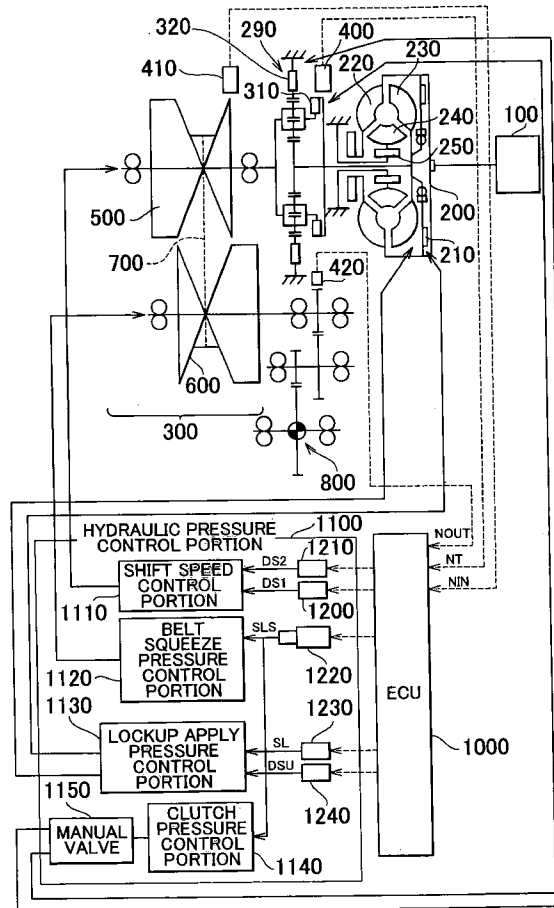 290
400
320
230
220
410
310
240
100
250
500
200
700
210
420
600
300
800
HYDRAULIC PRESSURE
CONTROL PORTION
1100
1210
NOUT
NT
NIN
SHIFT SPEED
CONTROL
PORTION
DS2
DS1
1110
1200
BELT
SQUEEZE
PRESSURE
CONTROL
PORTION
SLS
1120
1220
ECU
1130
1230
LOCKUP APPLY
PRESSURE
CONTROL
PORTION
SL
DSU
1000
1150
1240
MANUAL
VALVE
CLUTCH
PRESSURE
CONTROL
PORTION
1140